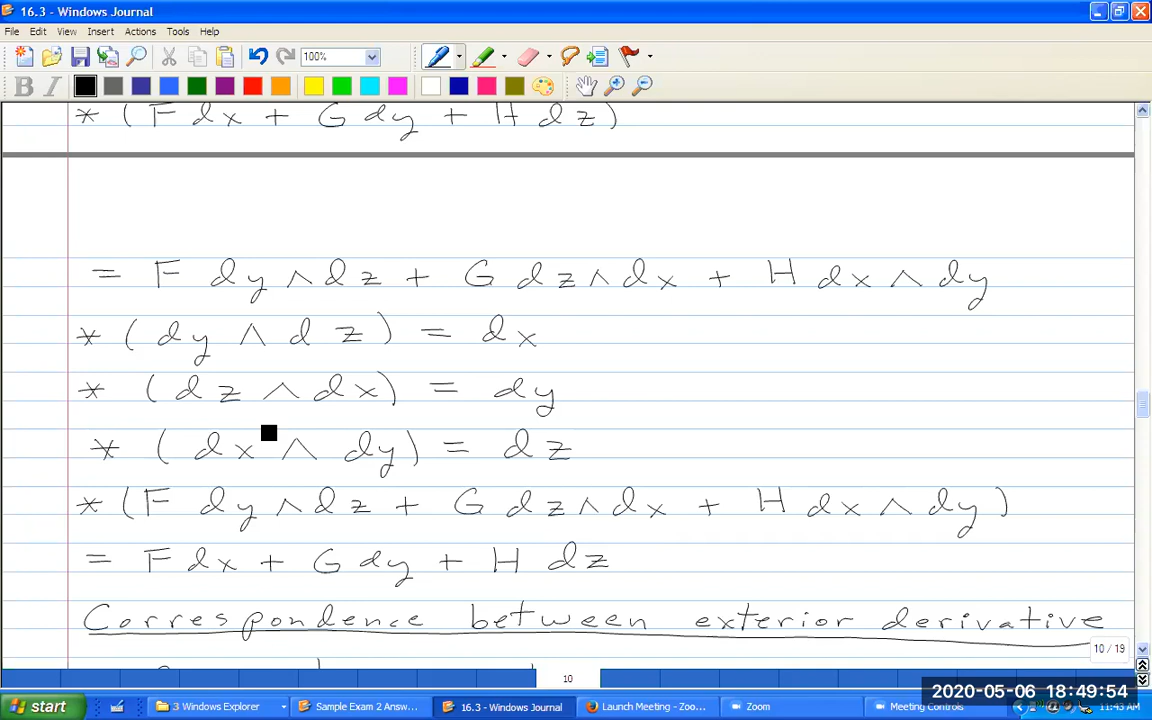 16.3 - Windows Journal
File Edit View Insert Actions Tools Help
100%
B I
* (F dx + G dy + H dz)
= F dy ∧ dz + G dz ∧ dx + H dx ∧ dy
* (dy ∧ dz) = dx
* (dz ∧ dx) = dy
* (dx ∧ dy) = dz
* (F dy ∧ dz + G dz ∧ dx + H dx ∧ dy)
= F dx + G dy + H dz
Correspondence between exterior derivative
10 / 19
10
2020-05-06 18:49:54
start 3 Windows Explorer Sample Exam 2 Answ... 16.3 - Windows Journal Launch Meeting - Zoo... Zoom Meeting Controls 11:43 AM